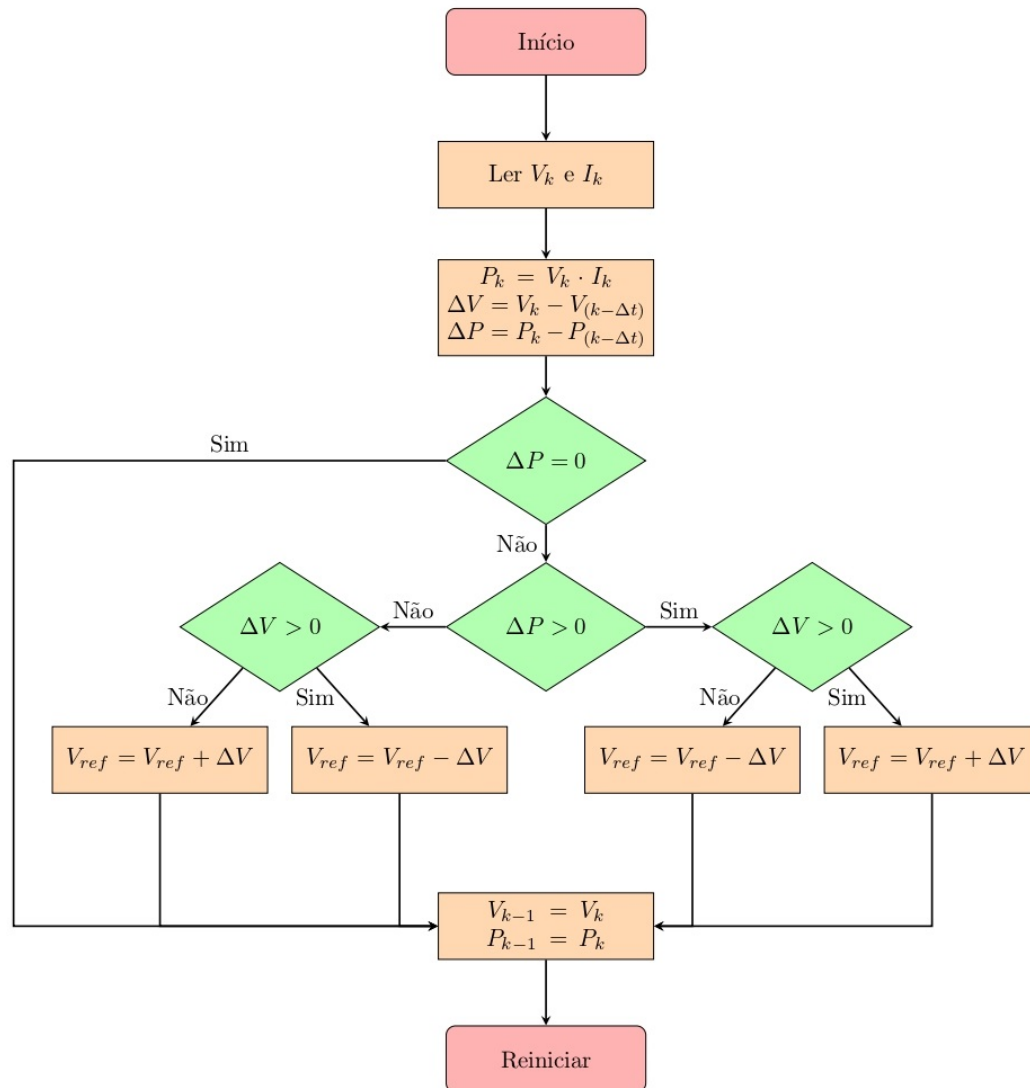 Início
Ler V_k e I_k
P_k = V_k · I_k
ΔV = V_k − V_(k−Δt)
ΔP = P_k − P_(k−Δt)
Sim
ΔP = 0
Não
ΔV > 0
Não
ΔP > 0
Sim
ΔV > 0
Não
Sim
Não
Sim
V_ref = V_ref + ΔV
V_ref = V_ref − ΔV
V_ref = V_ref − ΔV
V_ref = V_ref + ΔV
V_k−1 = V_k
P_k−1 = P_k
Reiniciar